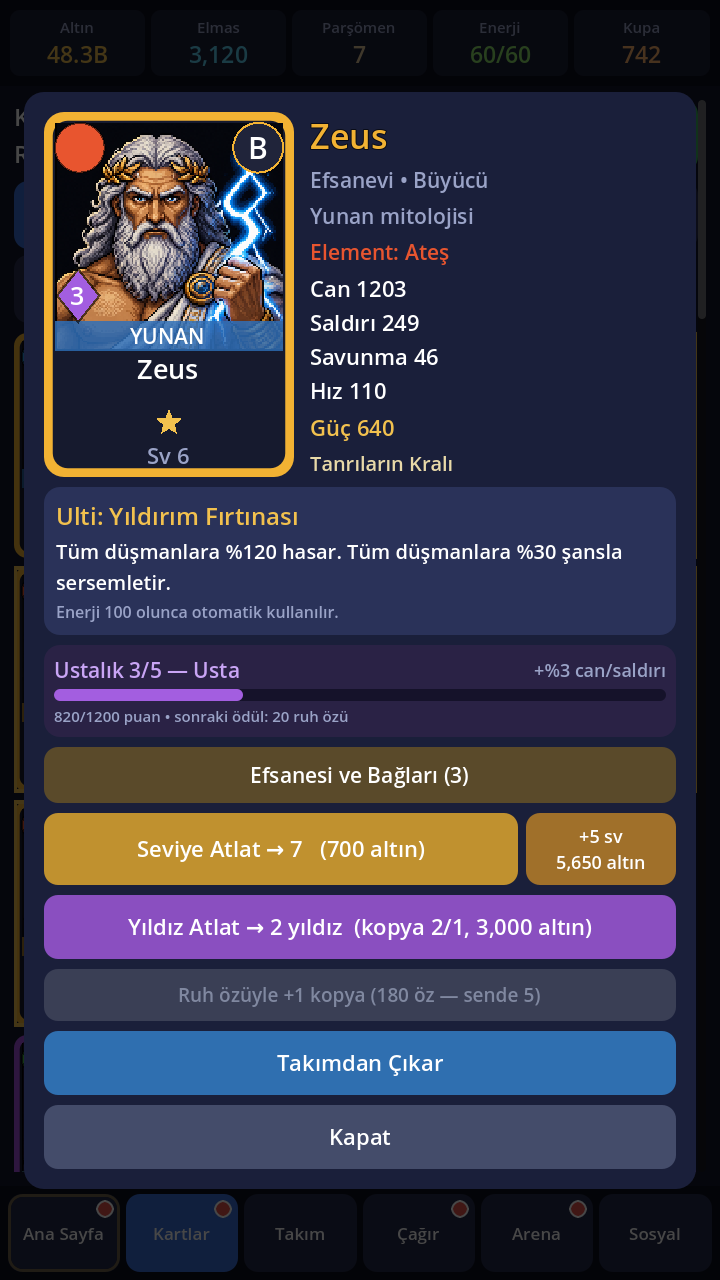 Altın
Elmas
Parşömen
Enerji
Kupa
48.3B
3,120
7
60/60
742
K
R
B
3
YUNAN
Zeus
Sv 6
Zeus
Efsanevi • Büyücü
Yunan mitolojisi
Element: Ateş
Can 1203
Saldırı 249
Savunma 46
Hız 110
Güç 640
Tanrıların Kralı
Ulti: Yıldırım Fırtınası
Tüm düşmanlara %120 hasar. Tüm düşmanlara %30 şansla
sersemletir.
Enerji 100 olunca otomatik kullanılır.
Ustalık 3/5 — Usta
+%3 can/saldırı
820/1200 puan • sonraki ödül: 20 ruh özü
Efsanesi ve Bağları (3)
Seviye Atlat → 7 (700 altın)
+5 sv
5,650 altın
Yıldız Atlat → 2 yıldız (kopya 2/1, 3,000 altın)
Ruh özüyle +1 kopya (180 öz — sende 5)
Takımdan Çıkar
Kapat
Ana Sayfa
Kartlar
Takım
Çağır
Arena
Sosyal